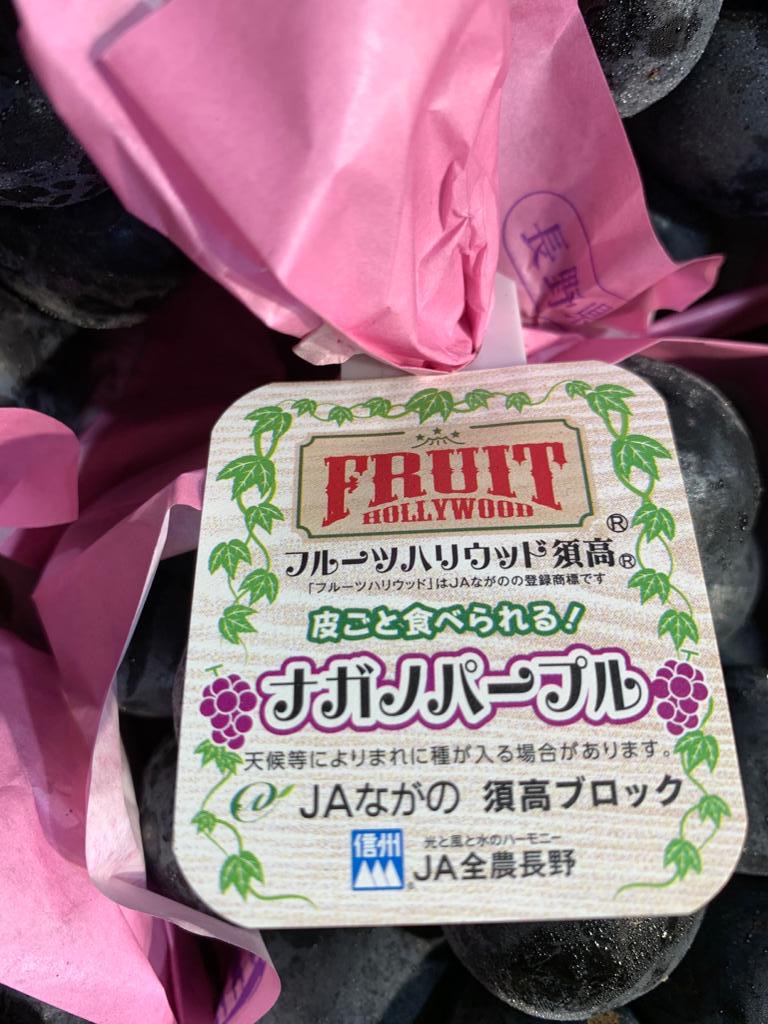 長野県
FRUIT
HOLLYWOOD
®
フルーツハリウッド須高®
「フルーツハリウッド」はJAながのの登録商標です
皮ごと食べられる!
ナガノパープル
天候等によりまれに種が入る場合があります。
JAながの 須高ブロック
信州
光と風と水のハーモニー
JA全農長野